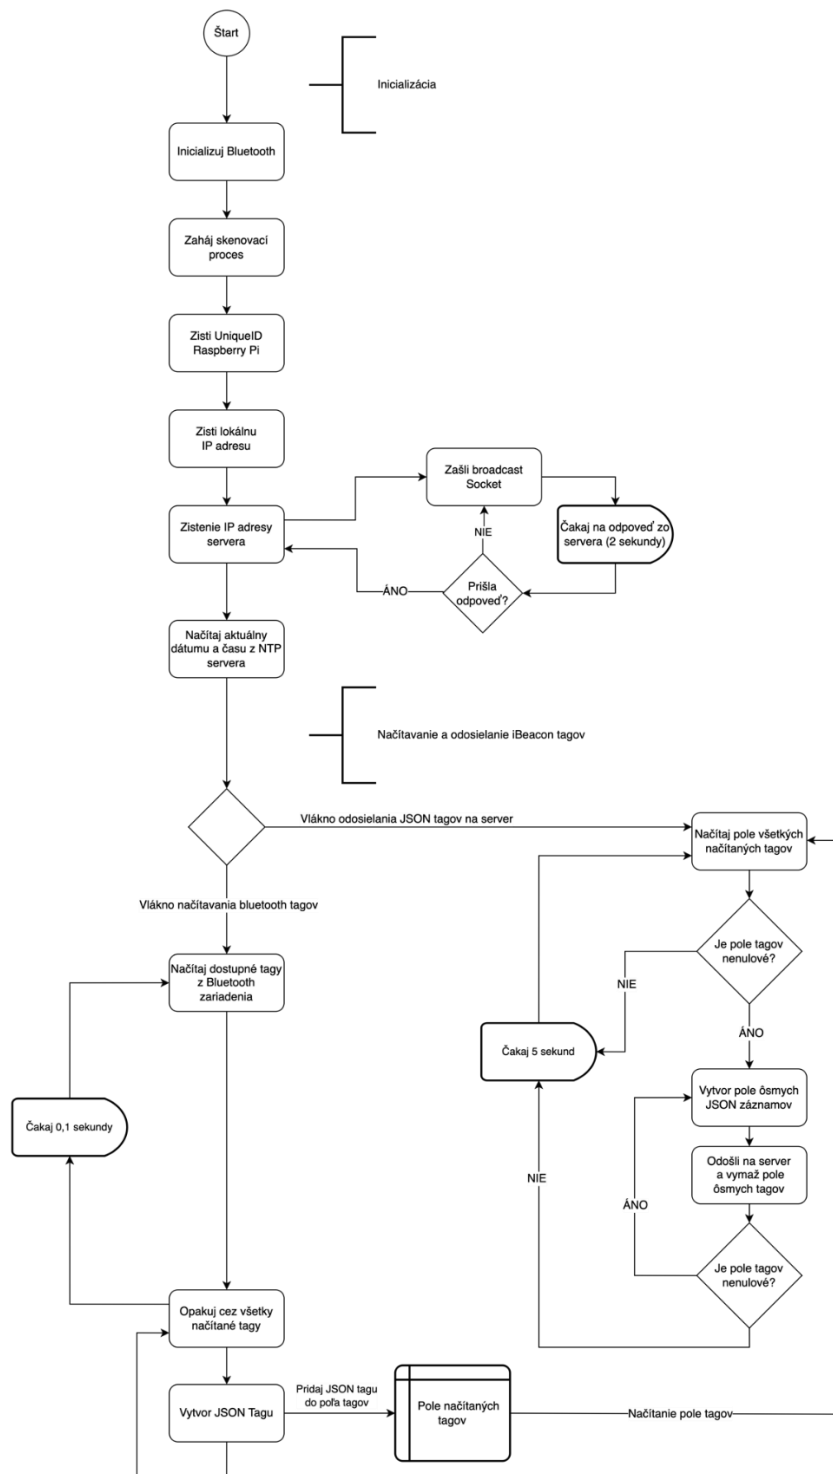 Štart
Inicializácia
Inicializuj Bluetooth
Zaháj skenovací
proces
Zisti UniqueID
Raspberry Pi
Zisti lokálnu
IP adresu
Zašli broadcast
Socket
Zistenie IP adresy
servera
Čakaj na odpoveď zo
servera (2 sekundy)
NIE
Prišla
odpoveď?
ÁNO
Načítaj aktuálny
dátumu a času z NTP
servera
Načítavanie a odosielanie iBeacon tagov
Vlákno odosielania JSON tagov na server
Načítaj pole všetkých
načítaných tagov
Vlákno načítavania bluetooth tagov
Je pole tagov
nenulové?
Načítaj dostupné tagy
z Bluetooth
zariadenia
NIE
ÁNO
Čakaj 5 sekund
Vytvor pole ôsmych
JSON záznamov
Čakaj 0,1 sekundy
Odošli na server
a vymaž pole
ôsmych tagov
NIE
ÁNO
Je pole tagov
nenulové?
Opakuj cez všetky
načítané tagy
Vytvor JSON Tagu
Pridaj JSON tagu
do poľa tagov
Pole načítaných
tagov
Načítanie pole tagov